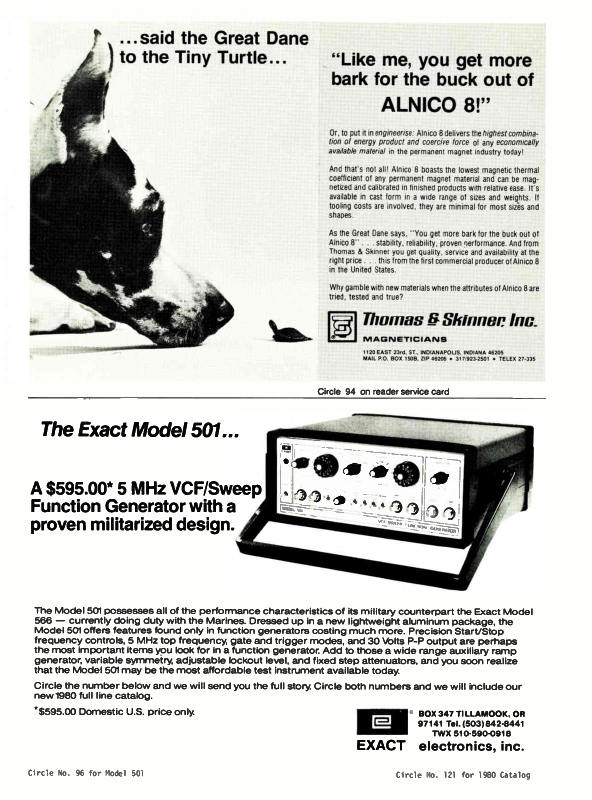 ...said the Great Dane
to the Tiny Turtle...
“Like me, you get more
bark for the buck out of
ALNICO 8!”
Or, to put it in engineerise: Alnico 8 delivers the highest combina-
tion of energy product and coercive force of any economically
available material in the permanent magnet industry today!
And that's not all! Alnico 8 boasts the lowest magnetic thermal
coefficient of any permanent magnet material and can be mag-
netized and calibrated in finished products with relative ease. It's
available in cast form in a wide range of sizes and weights. If
tooling costs are involved, they are minimal for most sizes and
shapes.
As the Great Dane says, "You get more bark for the buck out of
Alnico 8" . . . stability, reliability, proven performance. And from
Thomas & Skinner you get quality, service and availability at the
right price . . . this from the first commercial producer of Alnico 8
in the United States.
Why gamble with new materials when the attributes of Alnico 8 are
tried, tested and true?
Thomas & Skinner, Inc.
MAGNETICIANS
1120 EAST 23rd, ST., INDIANAPOLIS, INDIANA 46205
MAIL P.O. BOX 150B, ZIP 46206 • 317/923-2501 • TELEX 27-335
Circle 94 on reader service card
The Exact Model 501...
A $595.00* 5 MHz VCF/Sweep
Function Generator with a
proven militarized design.
The Model 501 possesses all of the performance characteristics of its military counterpart the Exact Model
566 — currently doing duty with the Marines. Dressed up in a new lightweight aluminum package, the
Model 501 offers features found only in function generators costing much more. Precision Start/Stop
frequency controls, 5 MHz top frequency, gate and trigger modes, and 30 Volts P-P output are perhaps
the most important items you look for in a function generator. Add to those a wide range auxiliary ramp
generator, variable symmetry, adjustable lockout level, and fixed step attenuators, and you soon realize
that the Model 501 may be the most affordable test instrument available today.
Circle the number below and we will send you the full story. Circle both numbers and we will include our
new 1980 full line catalog.
*$595.00 Domestic U.S. price only.
BOX 347 TILLAMOOK, OR
97141 Tel. (503) 842-8441
TWX 510-590-0918
EXACT electronics, inc.
Circle No. 96 for Model 501
Circle No. 121 for 1980 Catalog